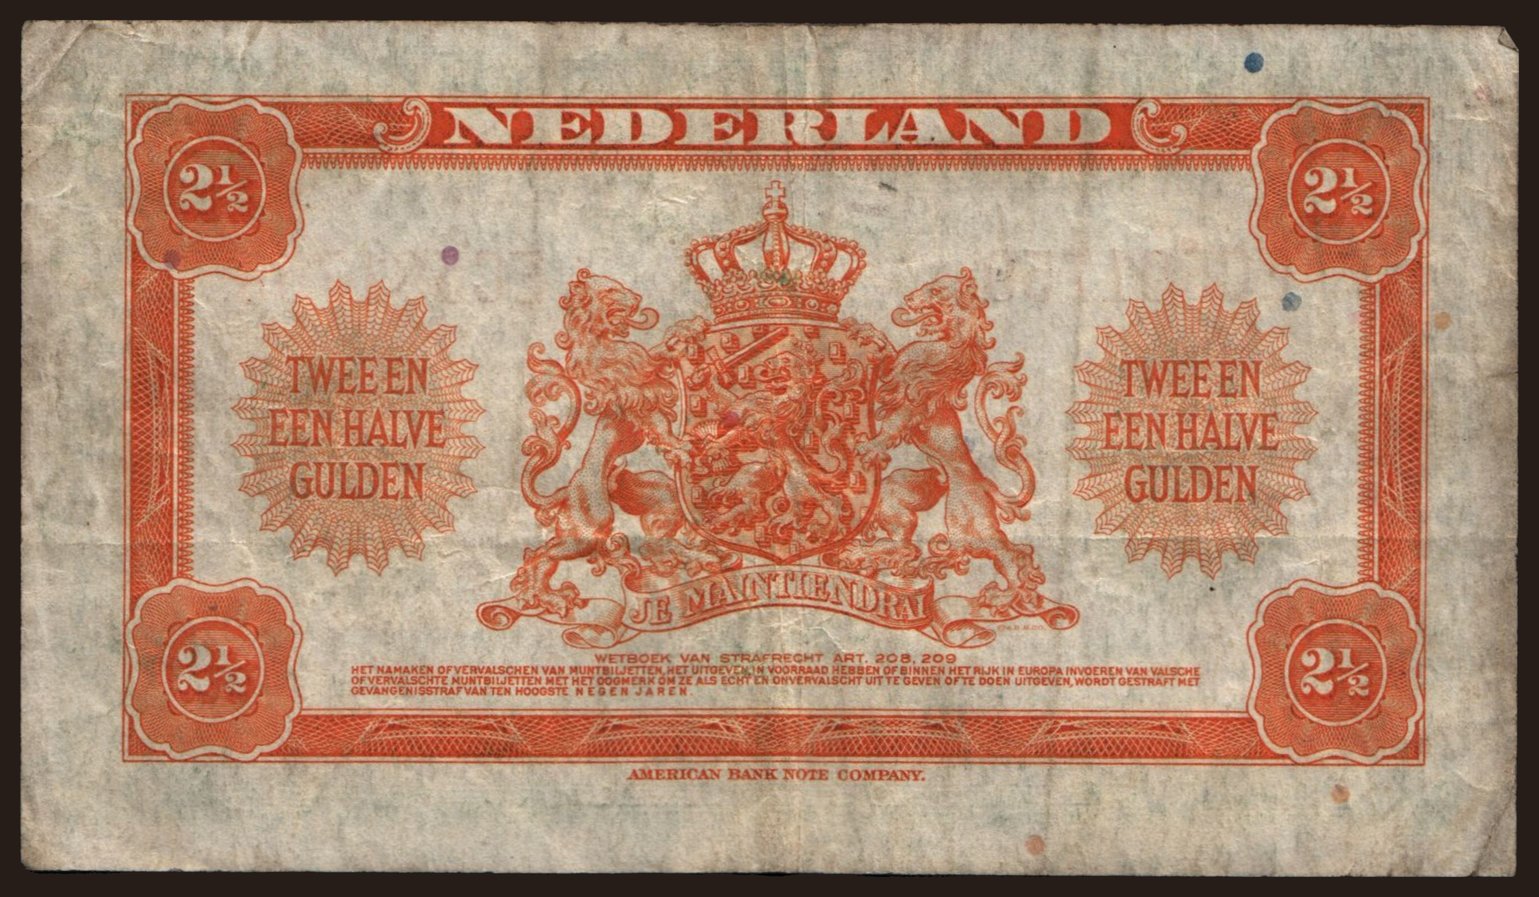 NEDERLAND
2½ 2½
TWEE EN
EEN HALVE
GULDEN
TWEE EN
EEN HALVE
GULDEN
JE MAINTIENDRAI
A.B.N.CO.
2½ 2½
WETBOEK VAN STRAFRECHT ART. 208, 209
HET NAMAKEN OF VERVALSCHEN VAN MUNTBILJETTEN, HET UITGEVEN, IN VOORRAAD HEBBEN OF BINNEN HET RIJK IN EUROPA INVOEREN VAN VALSCHE
OF VERVALSCHTE MUNTBILJETTEN MET HET OOGMERK OM ZE ALS ECHT EN ONVERVALSCHT UIT TE GEVEN OF TE DOEN UITGEVEN, WORDT GESTRAFT MET
GEVANGENISSTRAF VAN TEN HOOGSTE NEGEN JAREN.
AMERICAN BANK NOTE COMPANY.